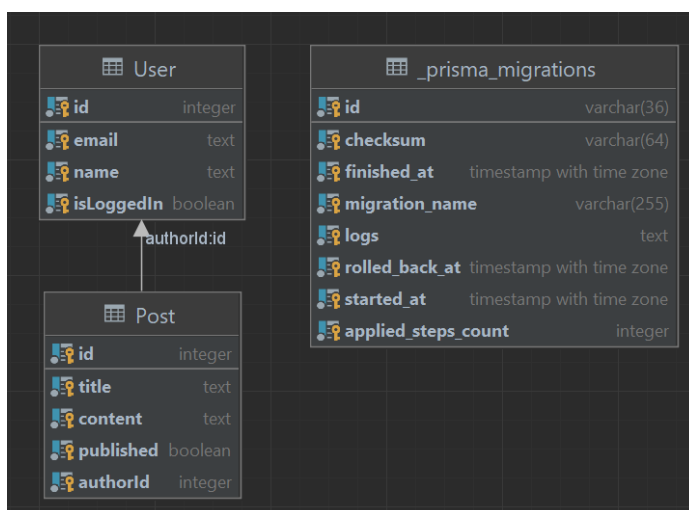 User
id integer
email text
name text
isLoggedIn boolean
authorId:id
Post
id integer
title text
content text
published boolean
authorId integer
_prisma_migrations
id varchar(36)
checksum varchar(64)
finished_at timestamp with time zone
migration_name varchar(255)
logs text
rolled_back_at timestamp with time zone
started_at timestamp with time zone
applied_steps_count integer